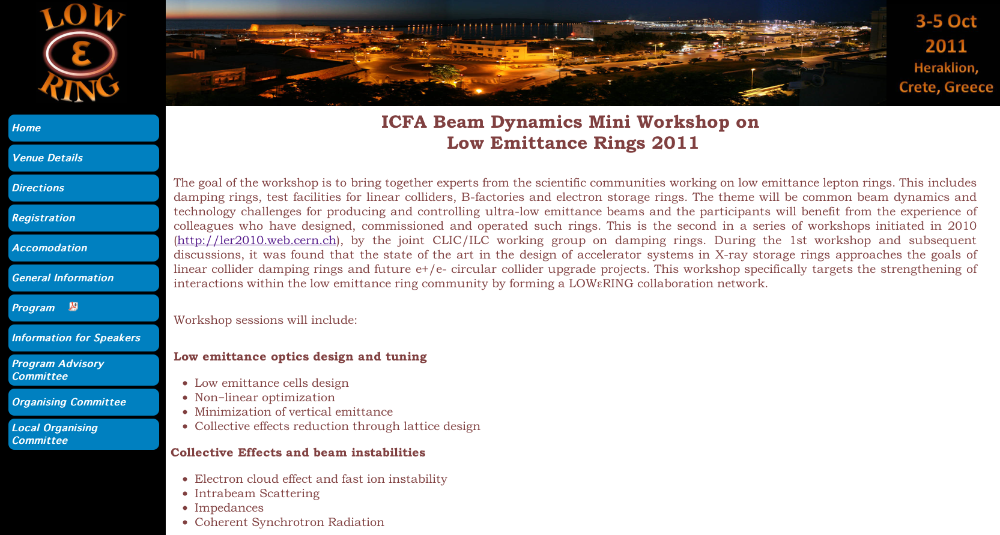 LOW
ε
RING
3-5 Oct
2011
Heraklion,
Crete, Greece
Home
Venue Details
Directions
Registration
Accomodation
General Information
Program
Information for Speakers
Program Advisory
Committee
Organising Committee
Local Organising
Committee
ICFA Beam Dynamics Mini Workshop on
Low Emittance Rings 2011
The goal of the workshop is to bring together experts from the scientific communities working on low emittance lepton rings. This includes
damping rings, test facilities for linear colliders, B-factories and electron storage rings. The theme will be common beam dynamics and
technology challenges for producing and controlling ultra-low emittance beams and the participants will benefit from the experience of
colleagues who have designed, commissioned and operated such rings. This is the second in a series of workshops initiated in 2010
(http://ler2010.web.cern.ch), by the joint CLIC/ILC working group on damping rings. During the 1st workshop and subsequent
discussions, it was found that the state of the art in the design of accelerator systems in X-ray storage rings approaches the goals of
linear collider damping rings and future e+/e- circular collider upgrade projects. This workshop specifically targets the strengthening of
interactions within the low emittance ring community by forming a LOWεRING collaboration network.
Workshop sessions will include:
Low emittance optics design and tuning
• Low emittance cells design
• Non–linear optimization
• Minimization of vertical emittance
• Collective effects reduction through lattice design
Collective Effects and beam instabilities
• Electron cloud effect and fast ion instability
• Intrabeam Scattering
• Impedances
• Coherent Synchrotron Radiation